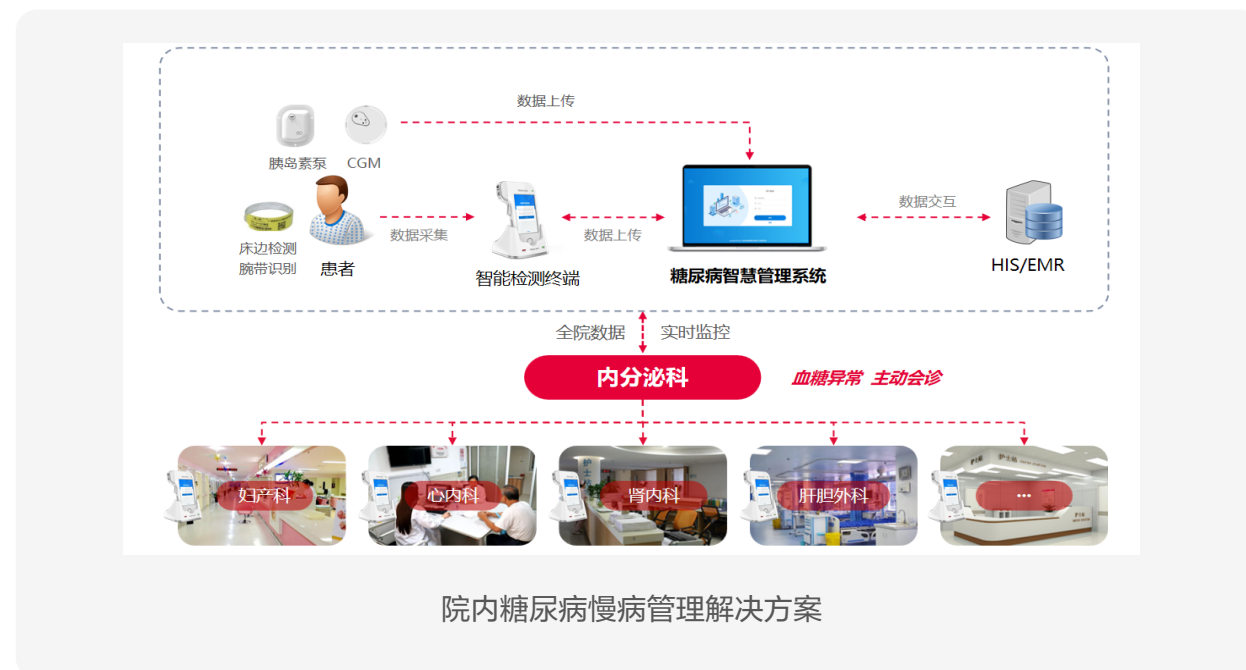 数据上传
胰岛素泵
CGM
床边检测
腕带识别
患者
数据采集
智能检测终端
数据上传
糖尿病智慧管理系统
数据交互
HIS/EMR
全院数据
实时监控
内分泌科
血糖异常 主动会诊
妇产科
心内科
肾内科
肝胆外科
...
护士站
院内糖尿病慢病管理解决方案